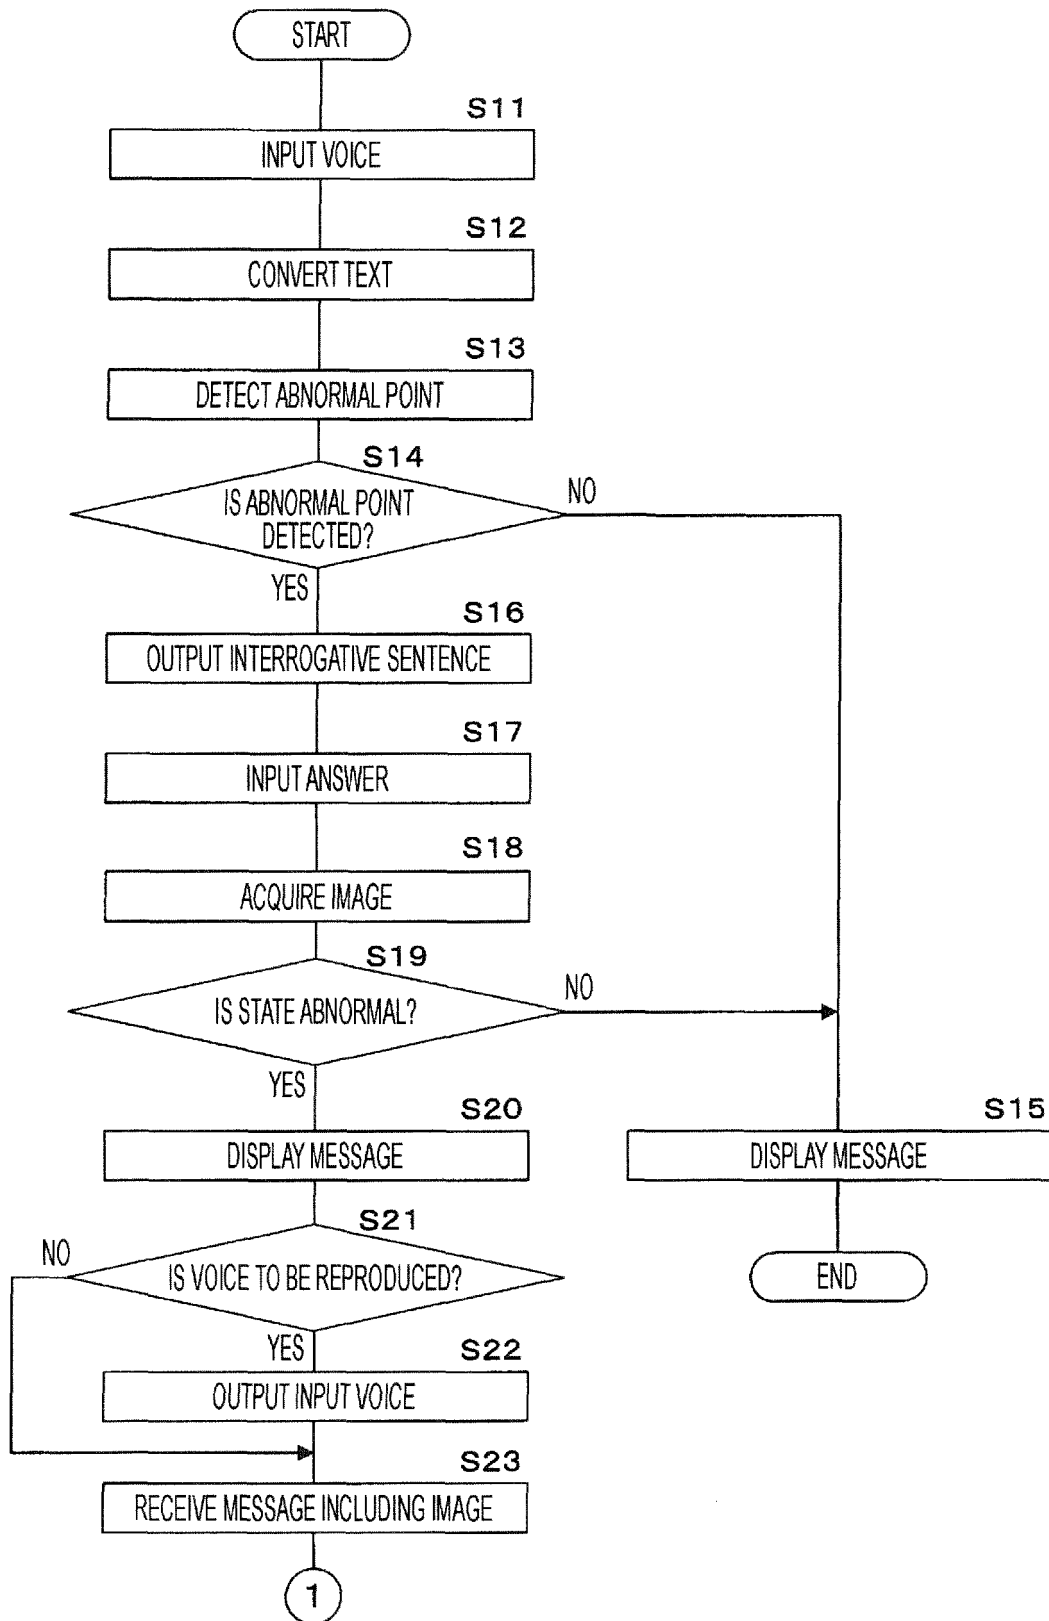 START
S11
INPUT VOICE
S12
CONVERT TEXT
S13
DETECT ABNORMAL POINT
S14
IS ABNORMAL POINT
DETECTED?
NO
YES
S16
OUTPUT INTERROGATIVE SENTENCE
S17
INPUT ANSWER
S18
ACQUIRE IMAGE
S19
IS STATE ABNORMAL?
NO
YES
S20
DISPLAY MESSAGE
S15
DISPLAY MESSAGE
S21
NO
IS VOICE TO BE REPRODUCED?
END
YES
S22
OUTPUT INPUT VOICE
S23
RECEIVE MESSAGE INCLUDING IMAGE
1